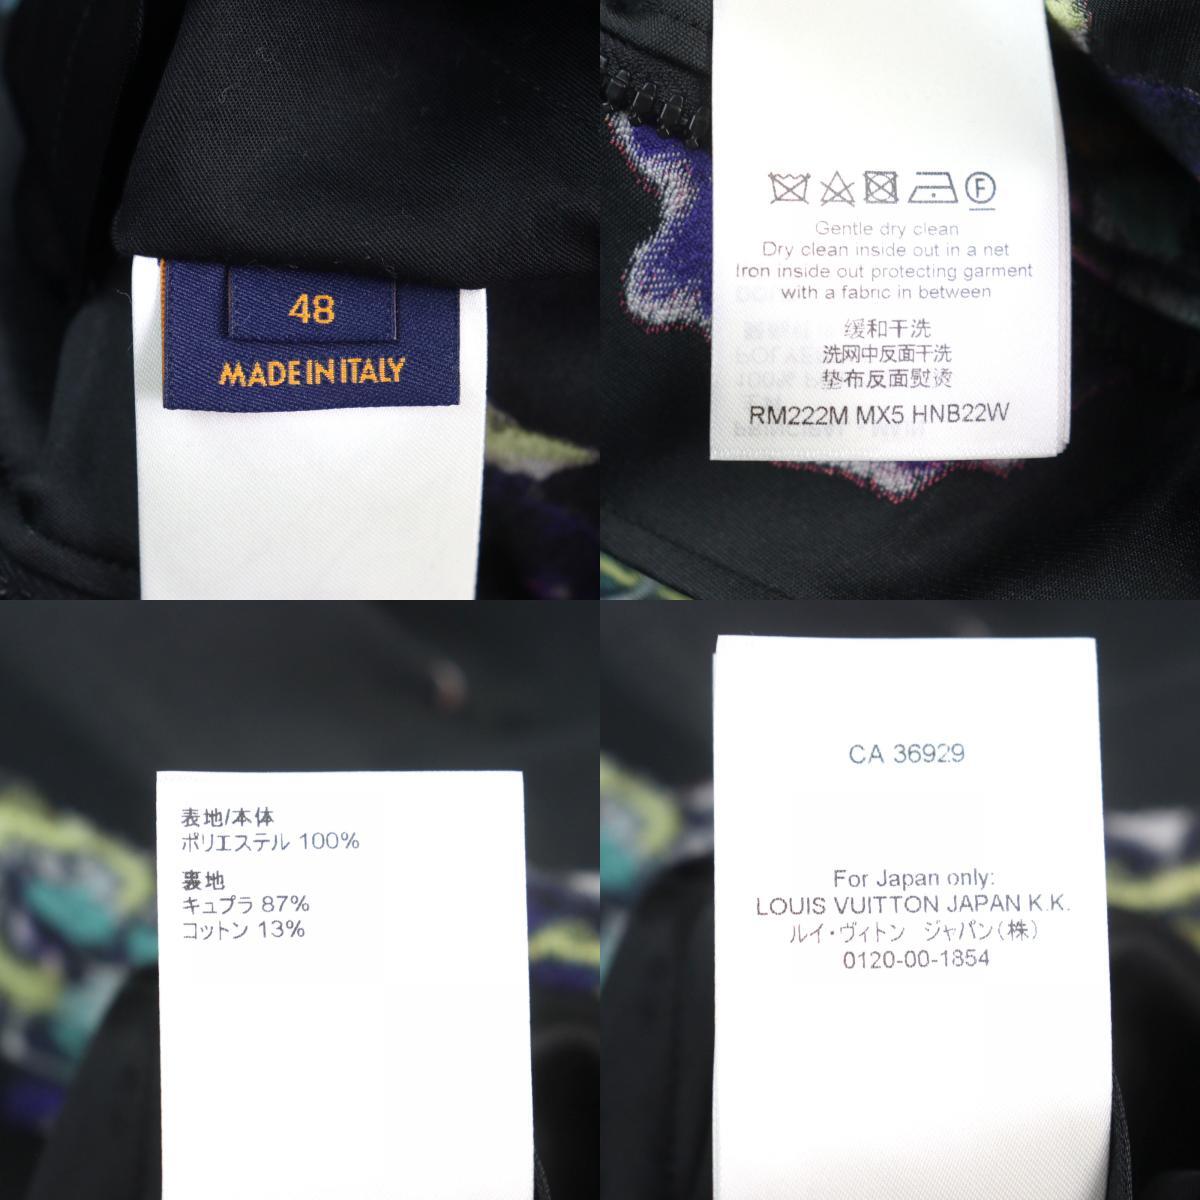 48
MADE IN ITALY
F
Gentle dry clean
Dry clean inside out in a net
Iron inside out protecting garment
with a fabric in between
缓和干洗
洗网中反面干洗
垫布反面熨烫
RM222M MX5 HNB22W
表地/本体
ポリエステル 100%
裏地
キュプラ 87%
コットン 13%
CA 36929
For Japan only:
LOUIS VUITTON JAPAN K.K.
ルイ・ヴィトン ジャパン(株)
0120-00-1854